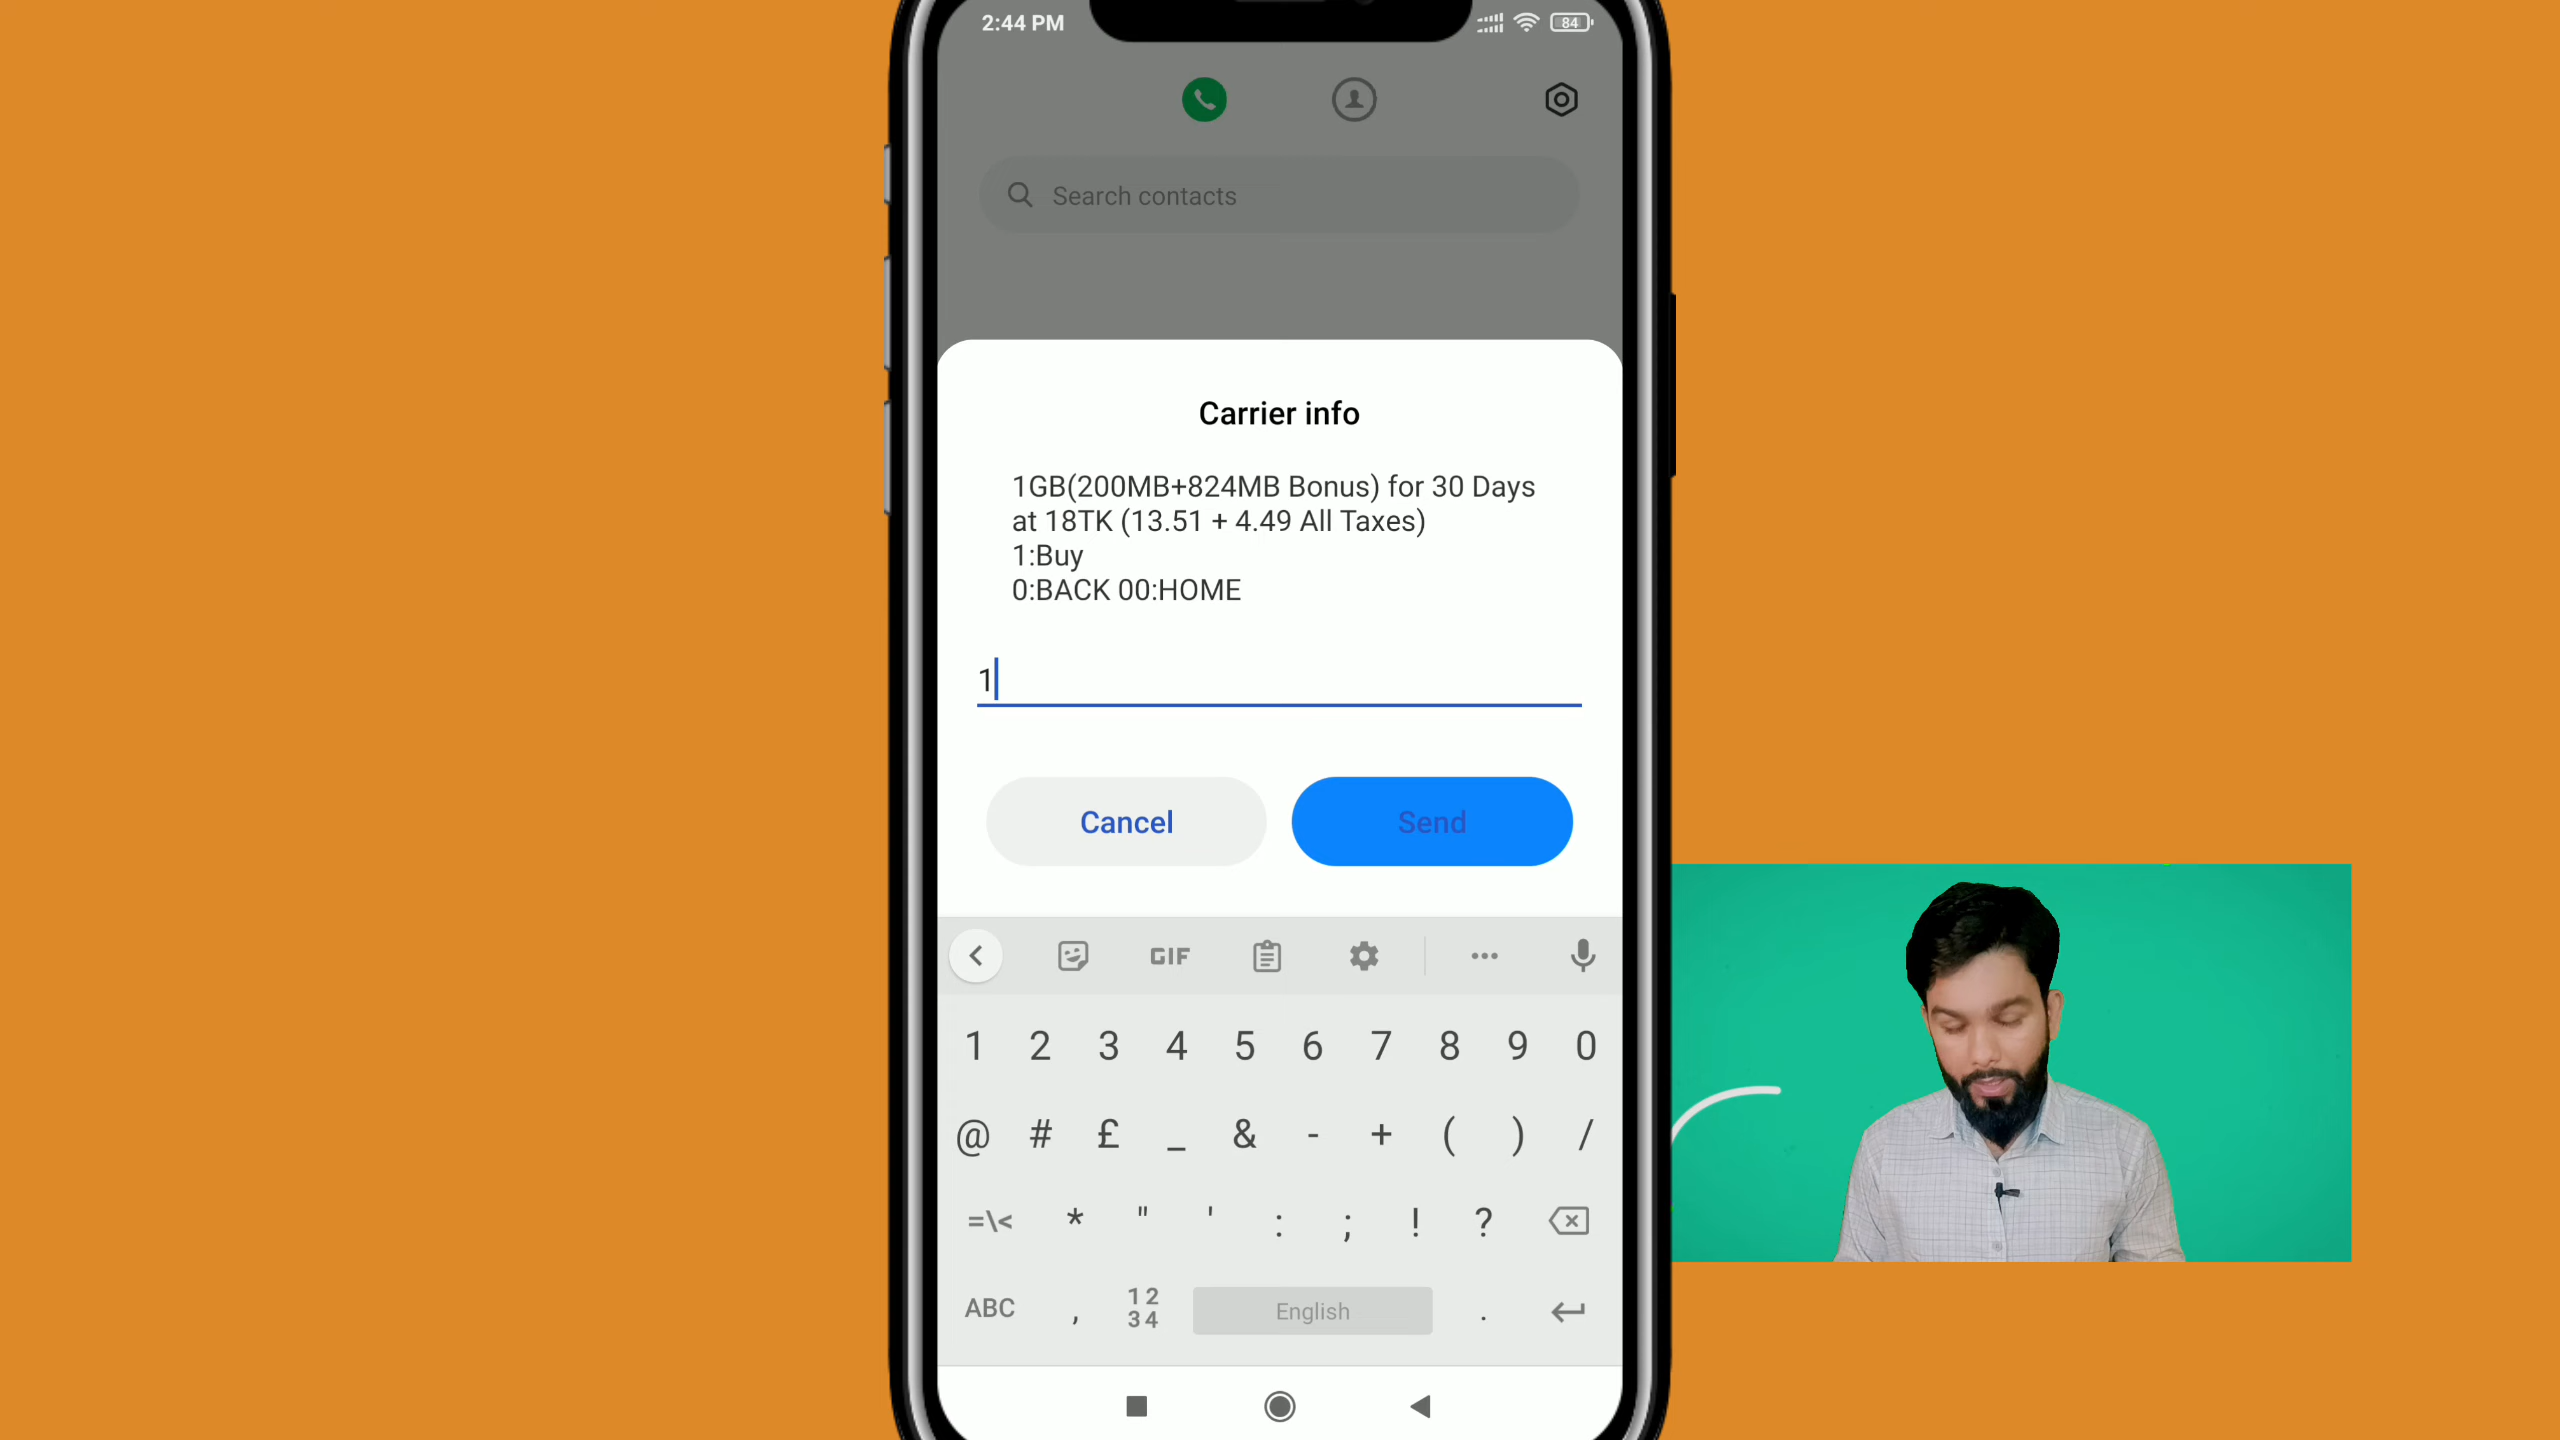 2:44 PM
84
Search contacts
Carrier info
1GB(200MB+824MB Bonus) for 30 Days
at 18TK (13.51 + 4.49 All Taxes)
1:Buy
0:BACK 00:HOME
1
Cancel Send
GIF
1 2 3 4 5 6 7 8 9 0
@ # £ _ & - + ( ) /
=\< * " ' : ; ! ?
ABC , 12 34 English .